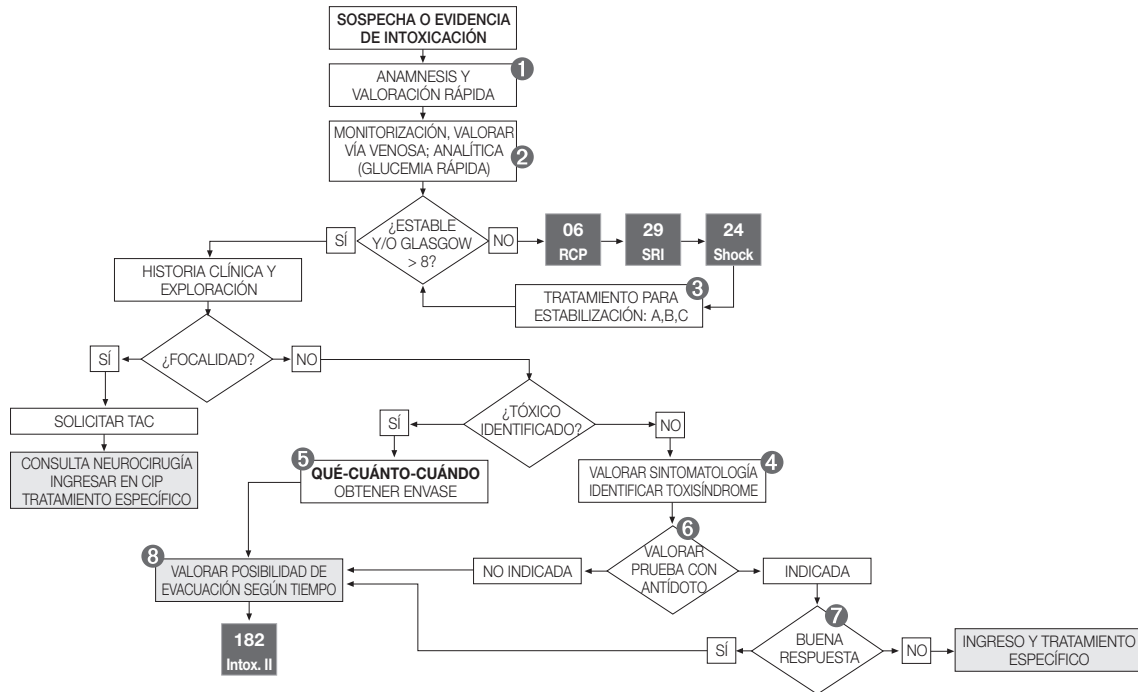 SOSPECHA O EVIDENCIA
DE INTOXICACIÓN
1
ANAMNESIS Y
VALORACIÓN RÁPIDA
MONITORIZACIÓN, VALORAR
VÍA VENOSA; ANALÍTICA
(GLUCEMIA RÁPIDA)
2
¿ESTABLE
Y/O GLASGOW
> 8?
SÍ
NO
06
RCP
29
SRI
24
Shock
3
TRATAMIENTO PARA
ESTABILIZACIÓN: A,B,C
HISTORIA CLÍNICA Y
EXPLORACIÓN
¿FOCALIDAD?
SÍ
NO
SOLICITAR TAC
CONSULTA NEUROCIRUGÍA
INGRESAR EN CIP
TRATAMIENTO ESPECÍFICO
¿TÓXICO
IDENTIFICADO?
SÍ
NO
5
QUÉ-CUÁNTO-CUÁNDO
OBTENER ENVASE
4
VALORAR SINTOMATOLOGÍA
IDENTIFICAR TOXISÍNDROME
6
VALORAR
PRUEBA CON
ANTÍDOTO
NO INDICADA
INDICADA
8
VALORAR POSIBILIDAD DE
EVACUACIÓN SEGÚN TIEMPO
182
Intox. II
7
BUENA
RESPUESTA
SÍ
NO
INGRESO Y TRATAMIENTO
ESPECÍFICO